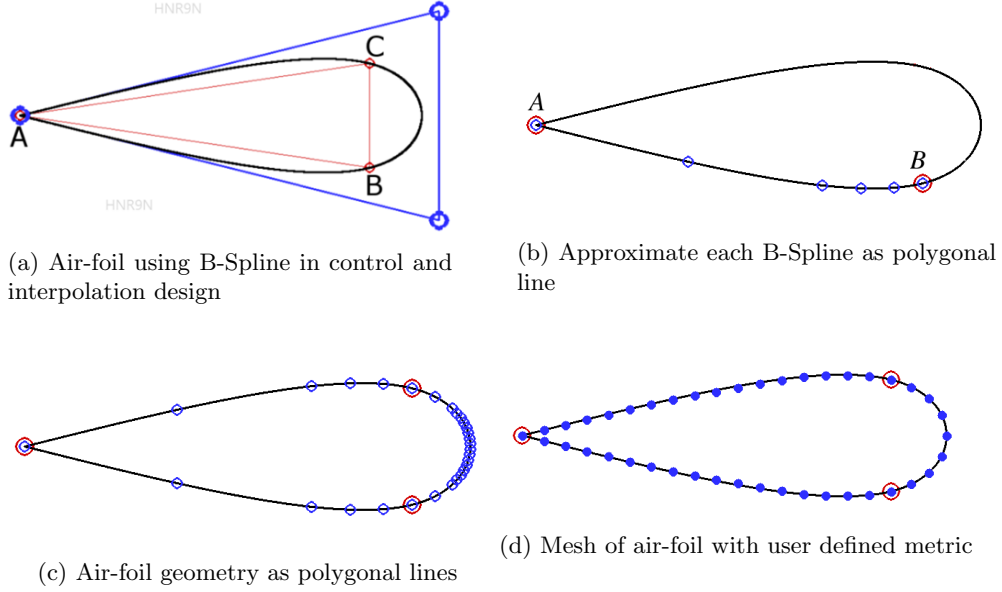 HNR9N
C
A
B
HNR9N
(a) Air-foil using B-Spline in control and
interpolation design
A
B
(b) Approximate each B-Spline as polygonal
line
(c) Air-foil geometry as polygonal lines
(d) Mesh of air-foil with user defined metric